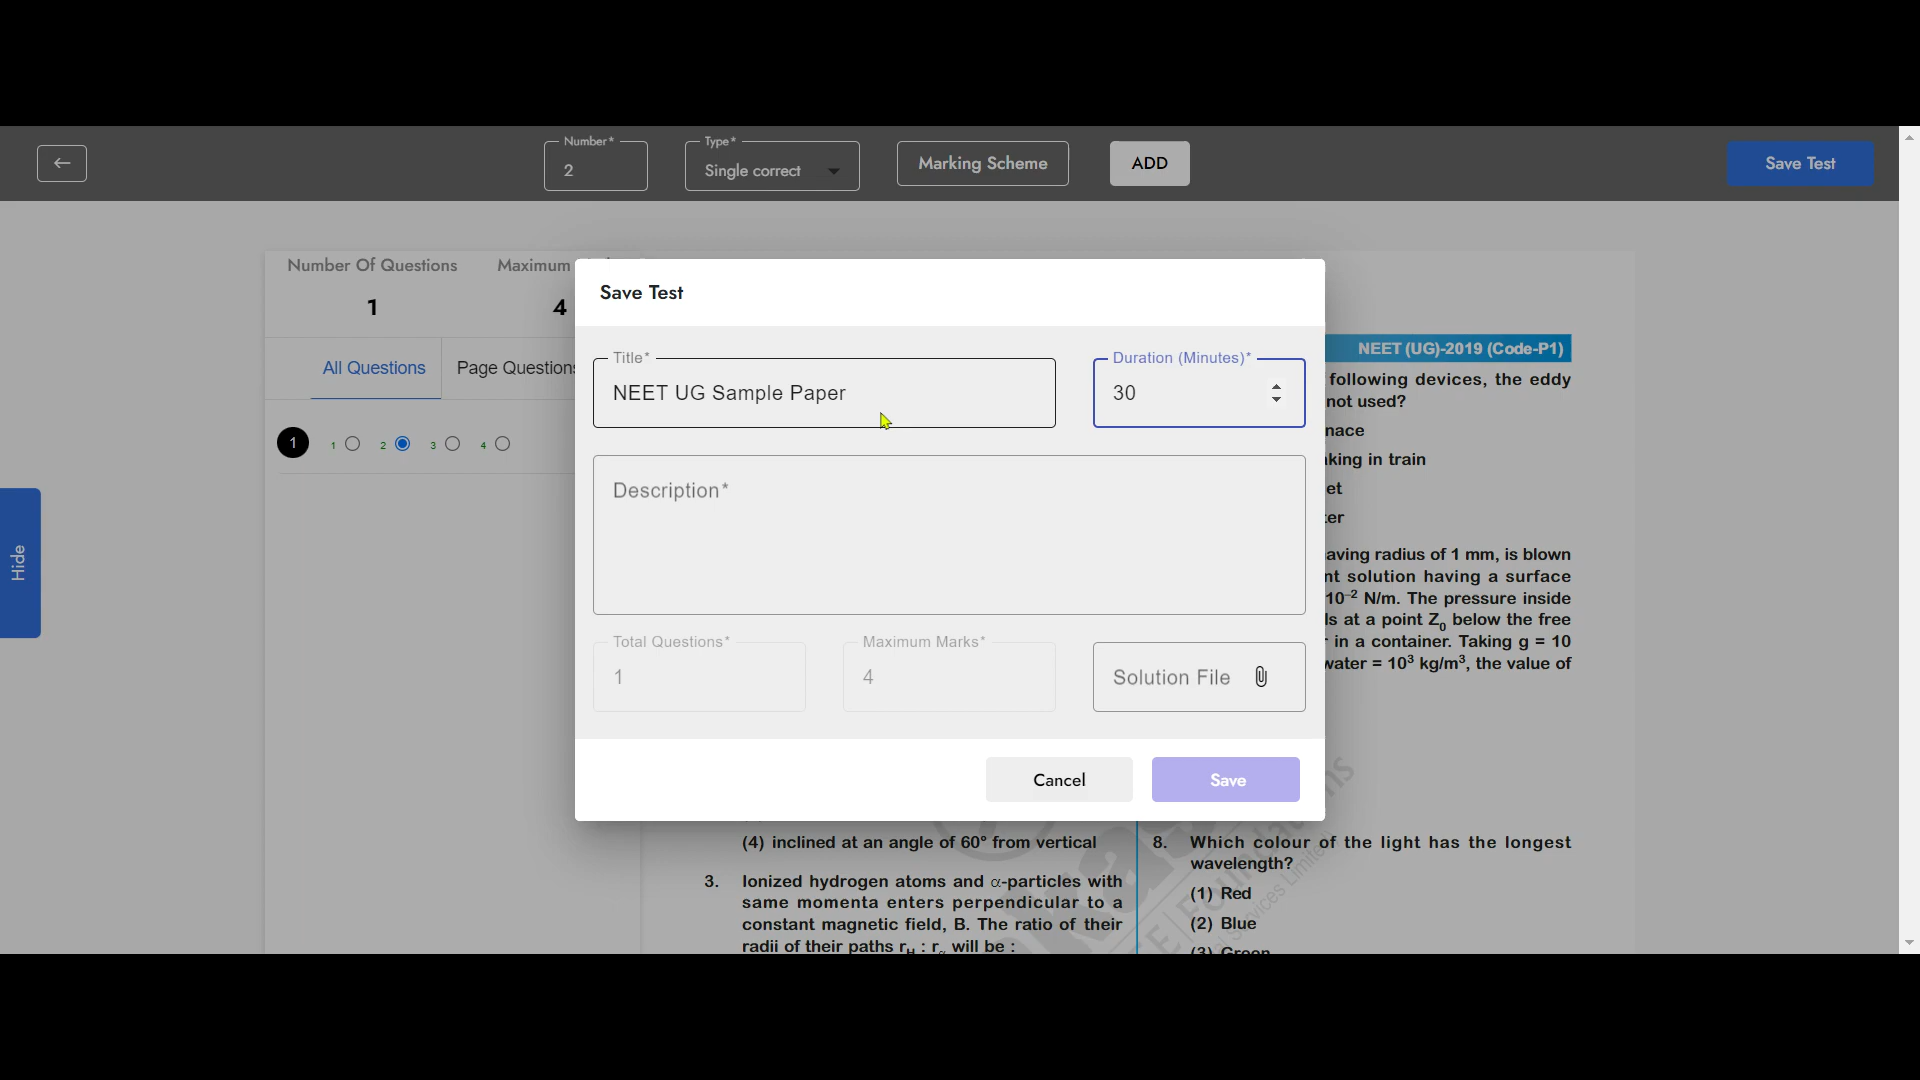 Number*
2
Type*
Single correct
Marking Scheme
ADD
Save Test
Number Of Questions
Maximum
1
4
All Questions
Page Questions
1 1 2 3 4
Hide
Save Test
Title*
NEET UG Sample Paper
Duration (Minutes)*
30
Description*
Total Questions*
1
Maximum Marks*
4
Solution File
Cancel
Save
NEET (UG)-2019 (Code-P1)
following devices, the eddy
not used?
nace
king in train
et
ter
aving radius of 1 mm, is blown
nt solution having a surface
10⁻² N/m. The pressure inside
ls at a point Z₀ below the free
in a container. Taking g = 10
water = 10³ kg/m³, the value of
(4) inclined at an angle of 60° from vertical
3. Ionized hydrogen atoms and α-particles with
same momenta enters perpendicular to a
constant magnetic field, B. The ratio of their
radii of their paths r_H : r_α will be :
8. Which colour of the light has the longest
wavelength?
(1) Red
(2) Blue
(3) Green